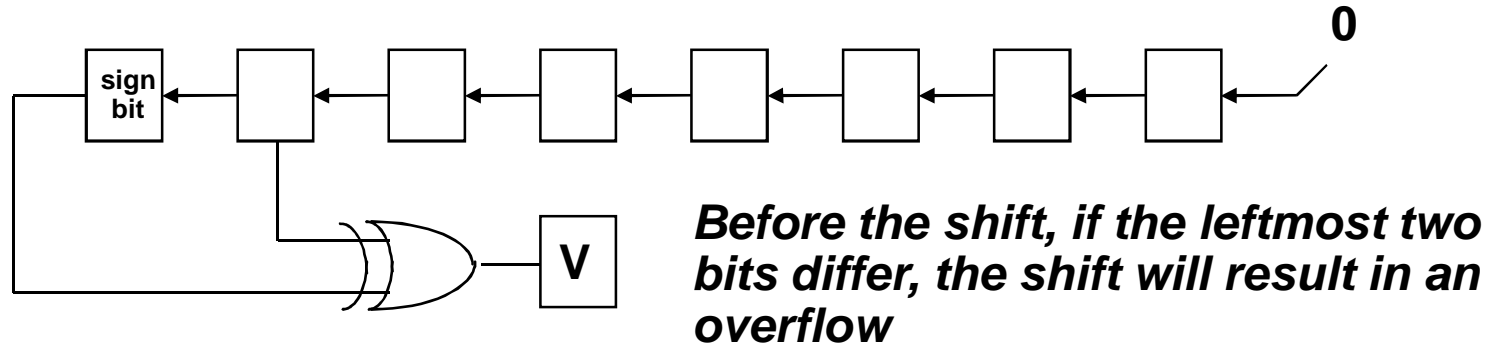 0
sign
bit
V
Before the shift, if the leftmost two
bits differ, the shift will result in an
overflow